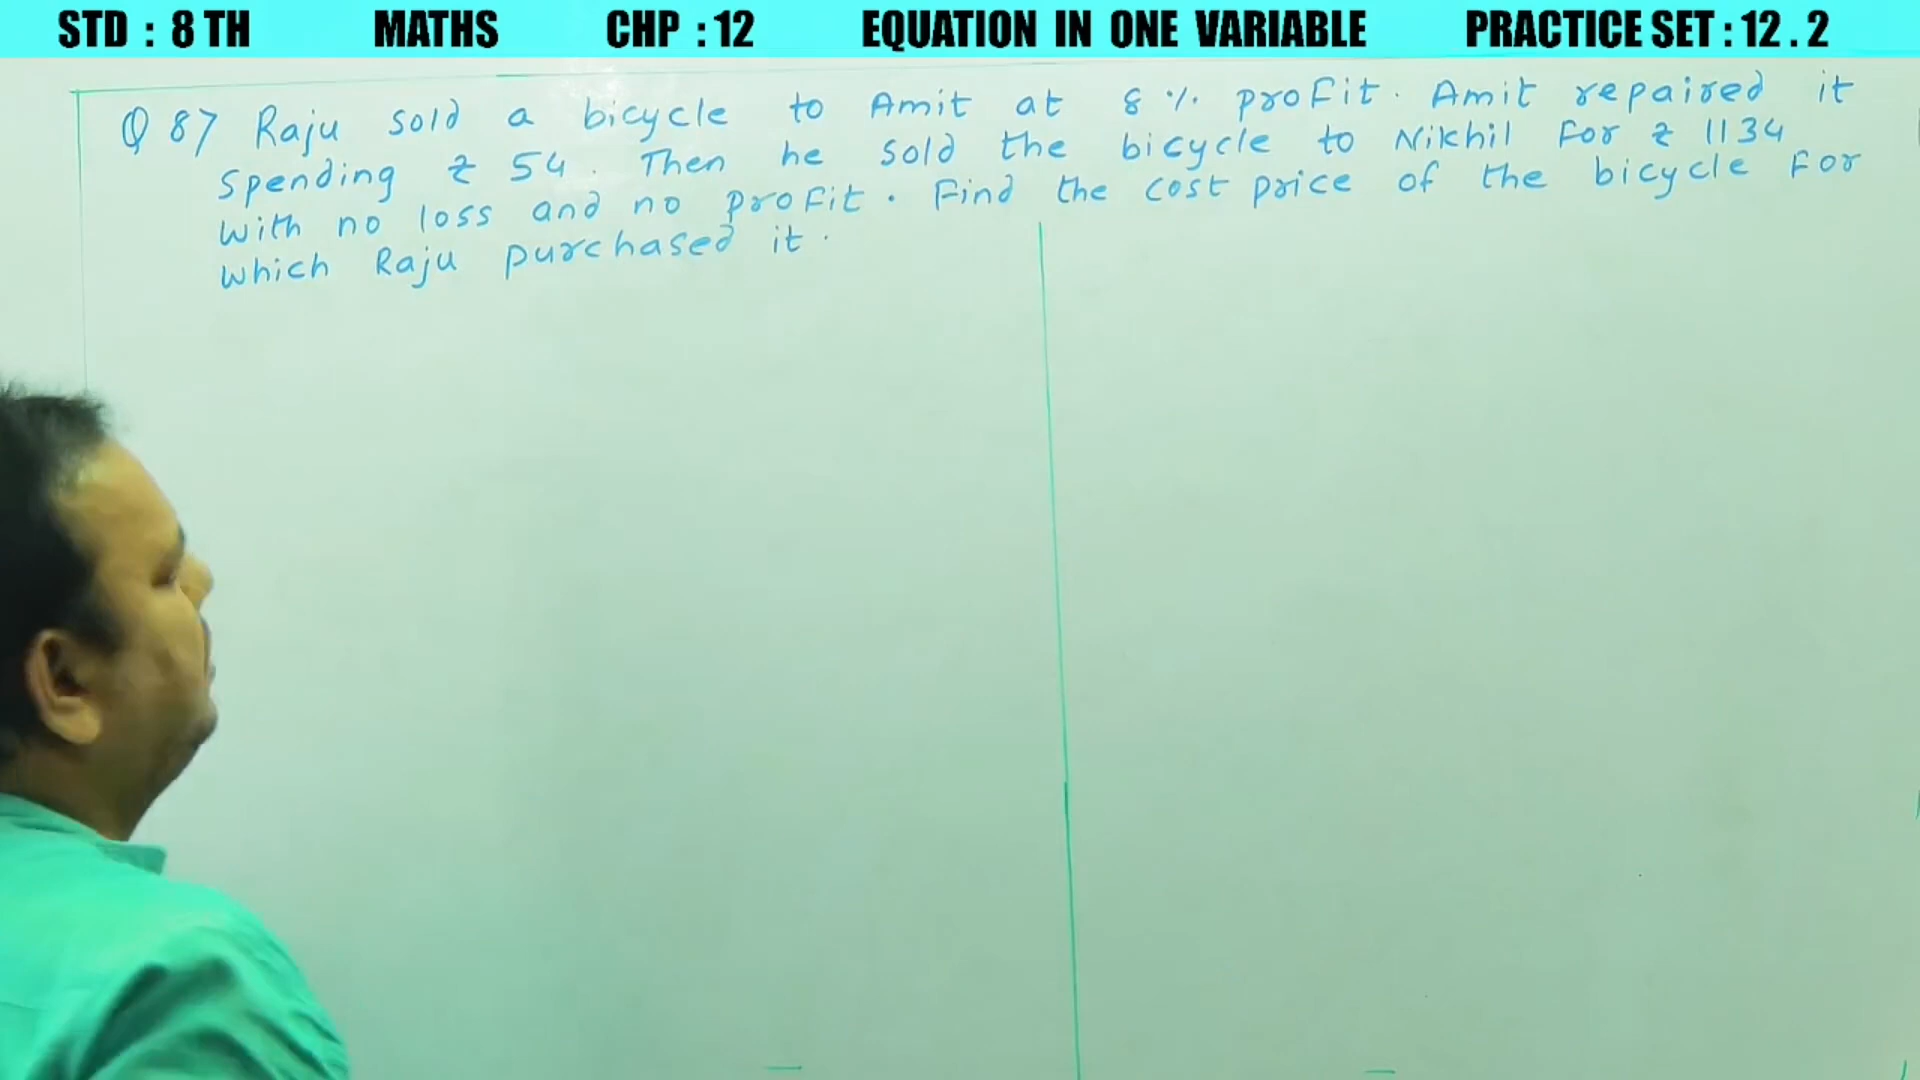 STD : 8 TH MATHS CHP : 12 EQUATION IN ONE VARIABLE PRACTICE SET : 12 . 2
Q 8) Raju sold a bicycle to Amit at 8 % profit. Amit repaired it
spending ₹ 54. Then he sold the bicycle to Nikhil for ₹ 1134
with no loss and no profit. Find the cost price of the bicycle for
which Raju purchased it.